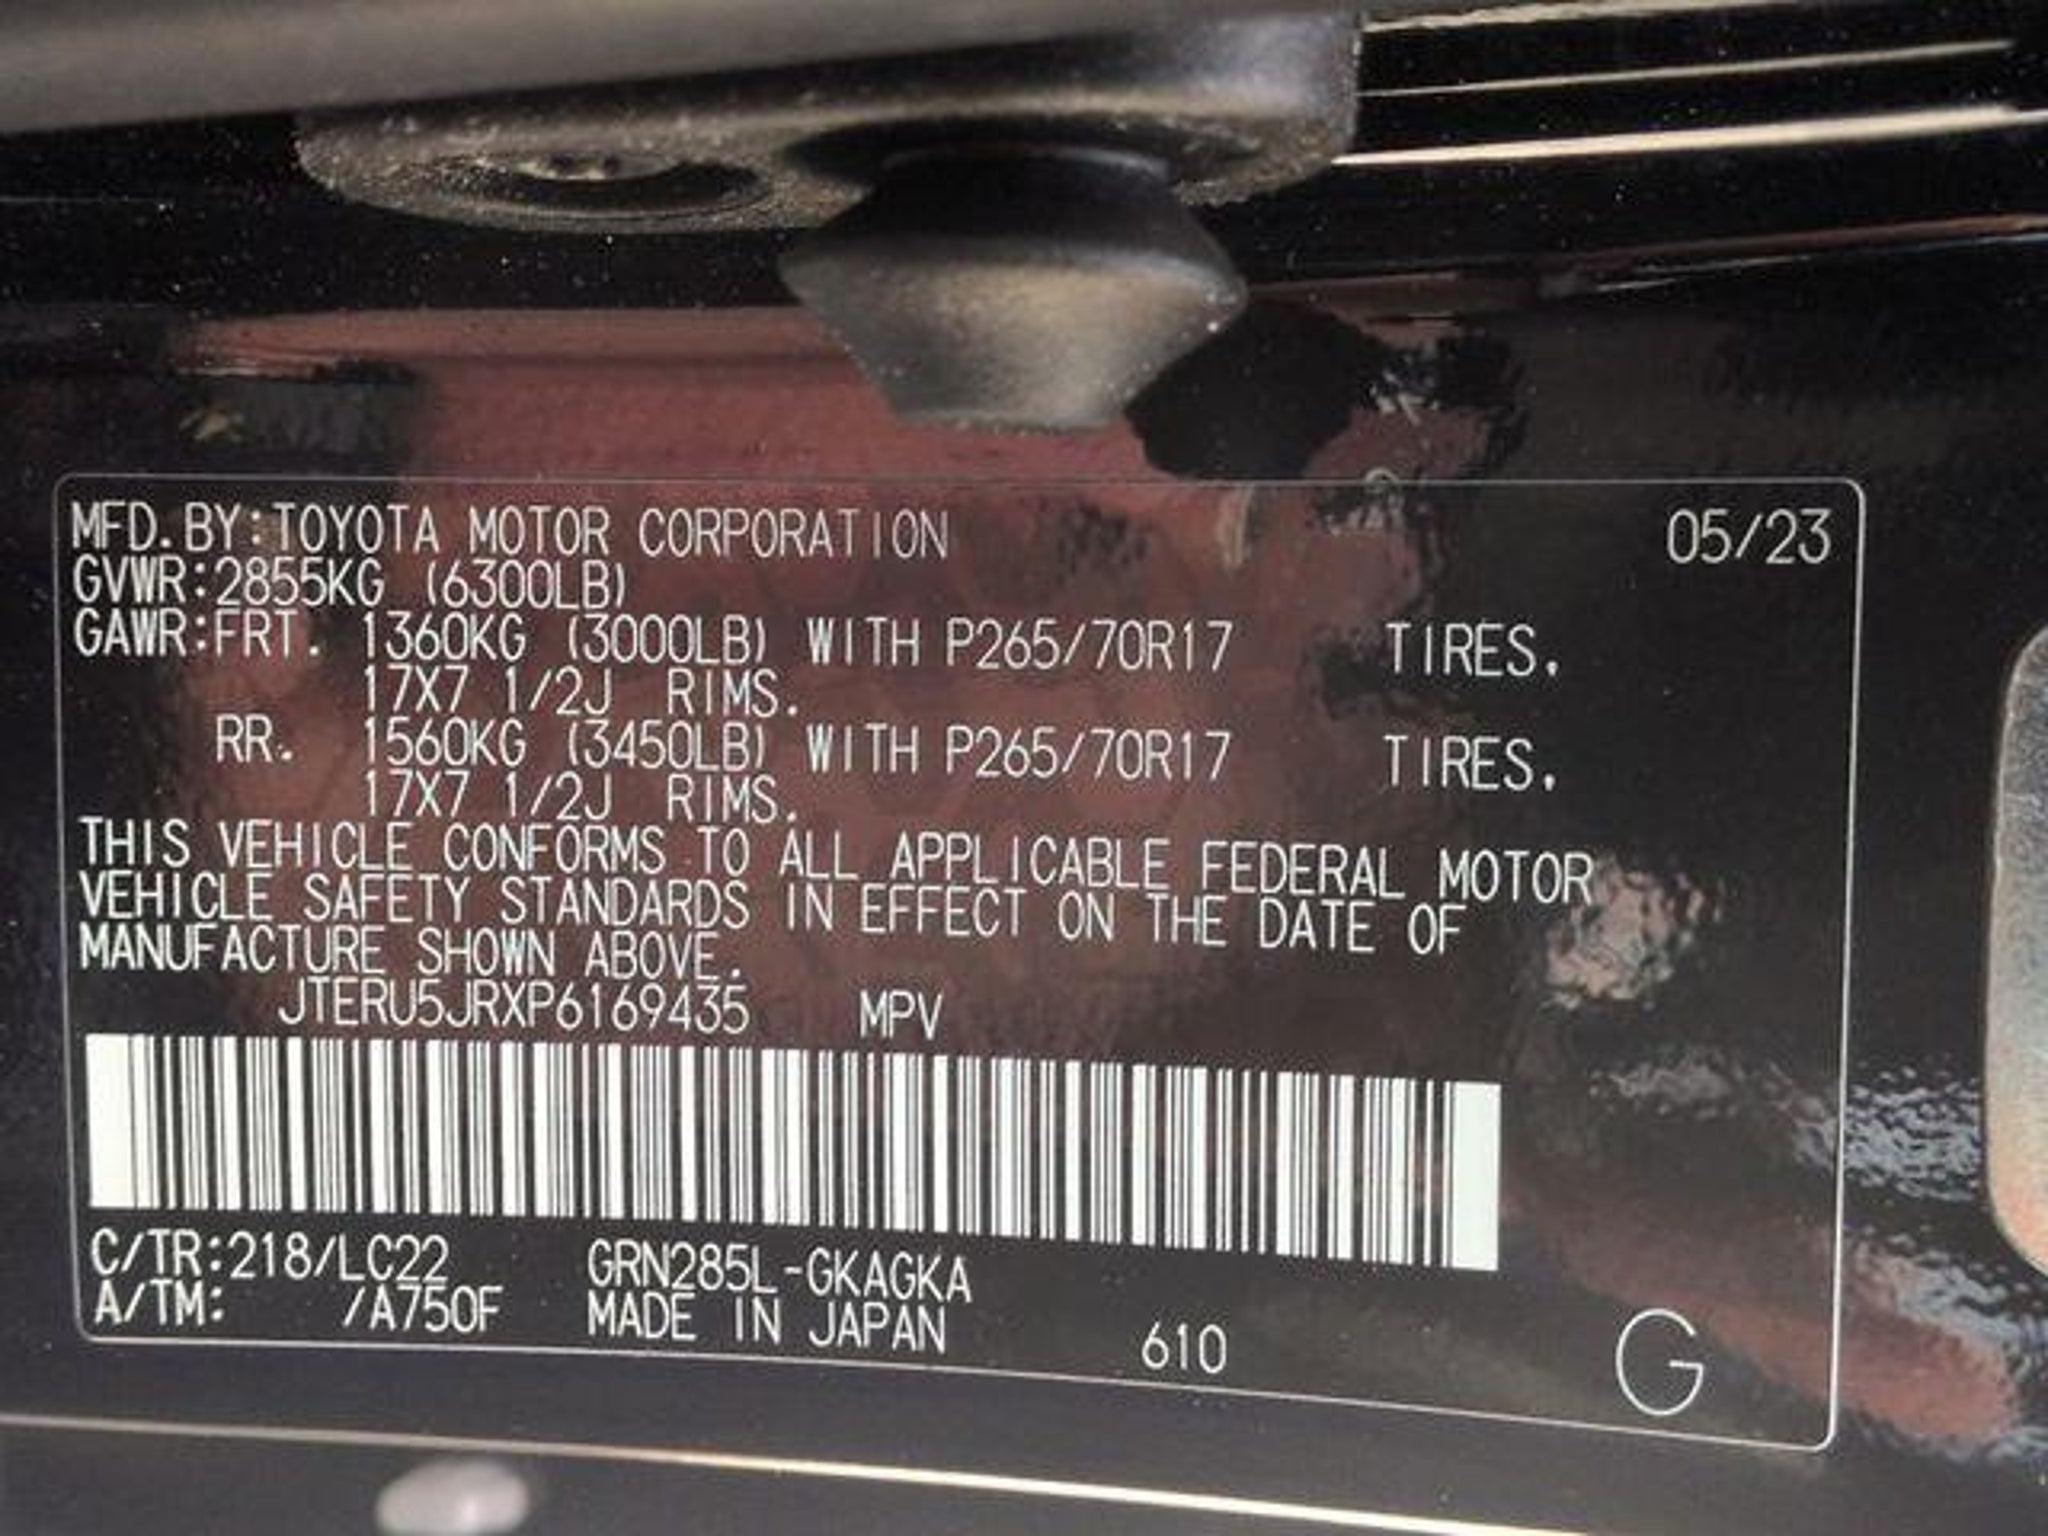 MFD.BY:TOYOTA MOTOR CORPORATION 05/23
GVWR:2855KG (6300LB)
GAWR:FRT. 1360KG (3000LB) WITH P265/70R17 TIRES.
17X7 1/2J RIMS.
RR. 1560KG (3450LB) WITH P265/70R17 TIRES.
17X7 1/2J RIMS.
THIS VEHICLE CONFORMS TO ALL APPLICABLE FEDERAL MOTOR
VEHICLE SAFETY STANDARDS IN EFFECT ON THE DATE OF
MANUFACTURE SHOWN ABOVE.
JTERU5JRXP6169435 MPV
C/TR:218/LC22 GRN285L-GKAGKA
A/TM: /A750F MADE IN JAPAN 610 G